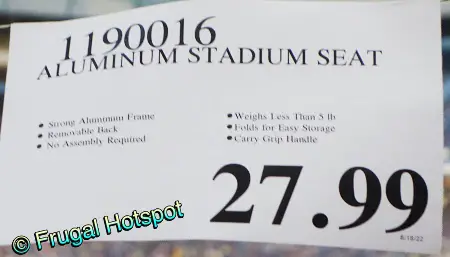 1190016
ALUMINUM STADIUM SEAT
• Strong Aluminum Frame
• Removable Back
• No Assembly Required
• Weighs Less Than 5 lb
• Folds for Easy Storage
• Carry Grip Handle
27.99
8/18/22
© Frugal Hotspot